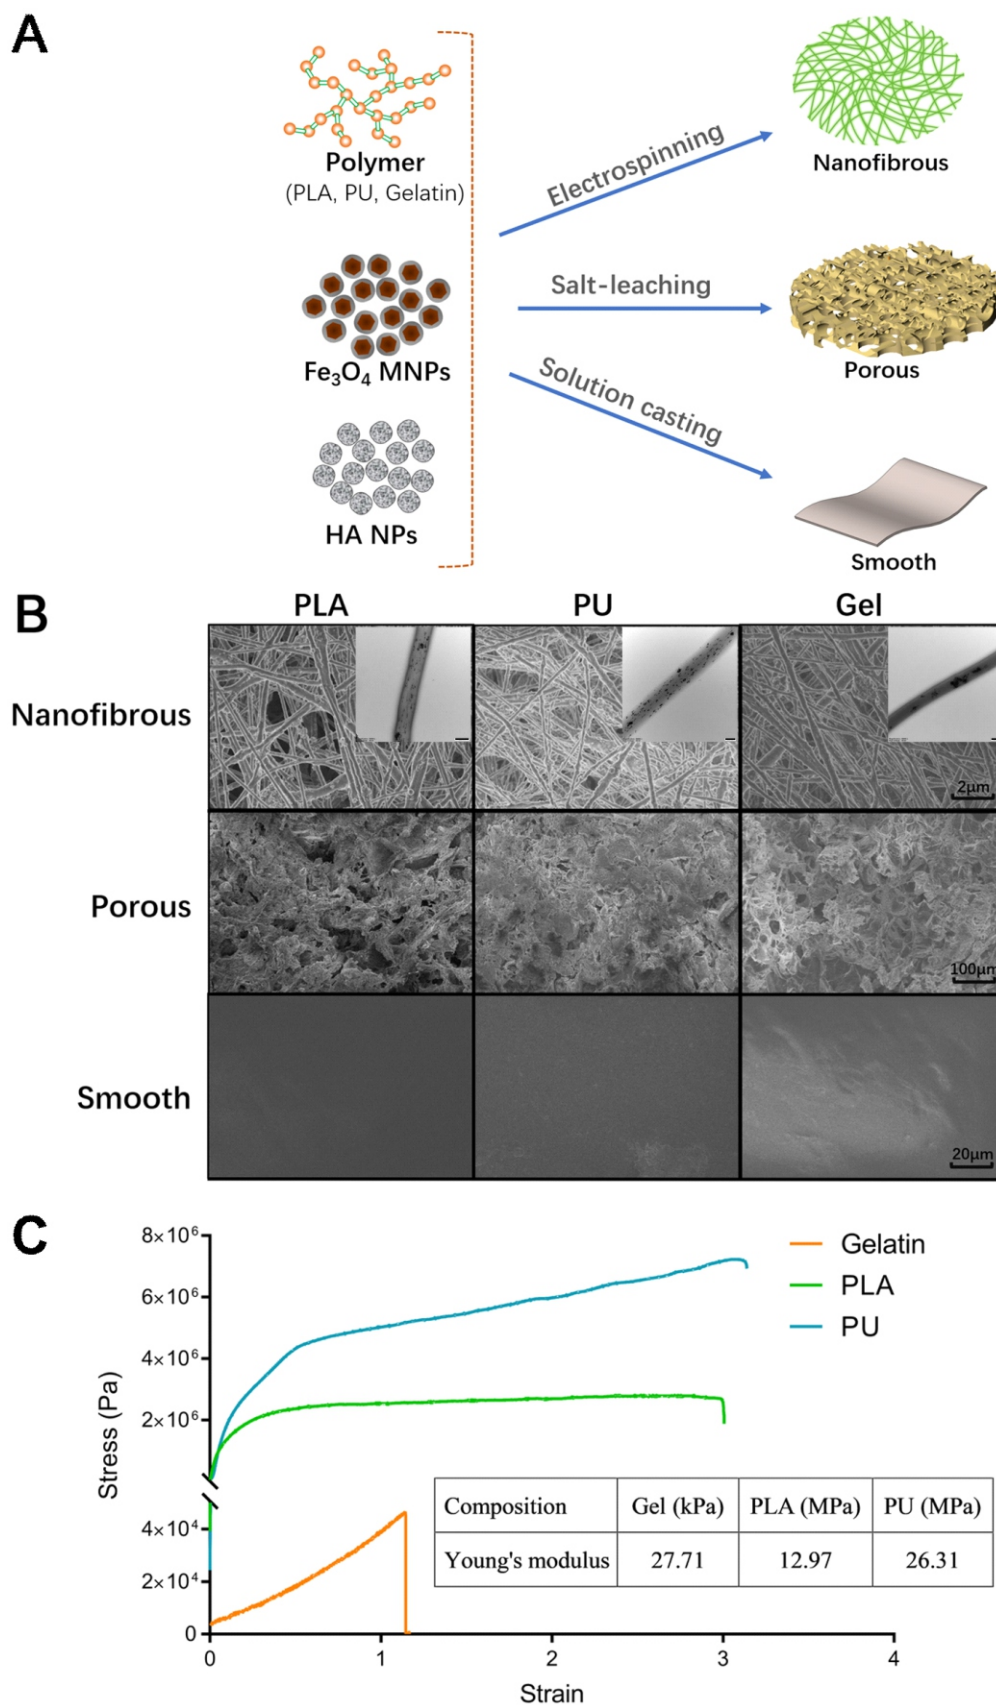 A
Polymer
(PLA, PU, Gelatin)
Fe₃O₄ MNPs
HA NPs
Electrospinning
Salt-leaching
Solution casting
Nanofibrous
Porous
Smooth
B
PLA PU Gel
Nanofibrous
2μm
Porous
100μm
Smooth
20μm
C
8×10⁶
6×10⁶
4×10⁶
2×10⁶
4×10⁴
2×10⁴
0
Stress (Pa)
Gelatin
PLA
PU
Composition Gel (kPa) PLA (MPa) PU (MPa)
Young's modulus 27.71 12.97 26.31
0 1 2 3 4
Strain